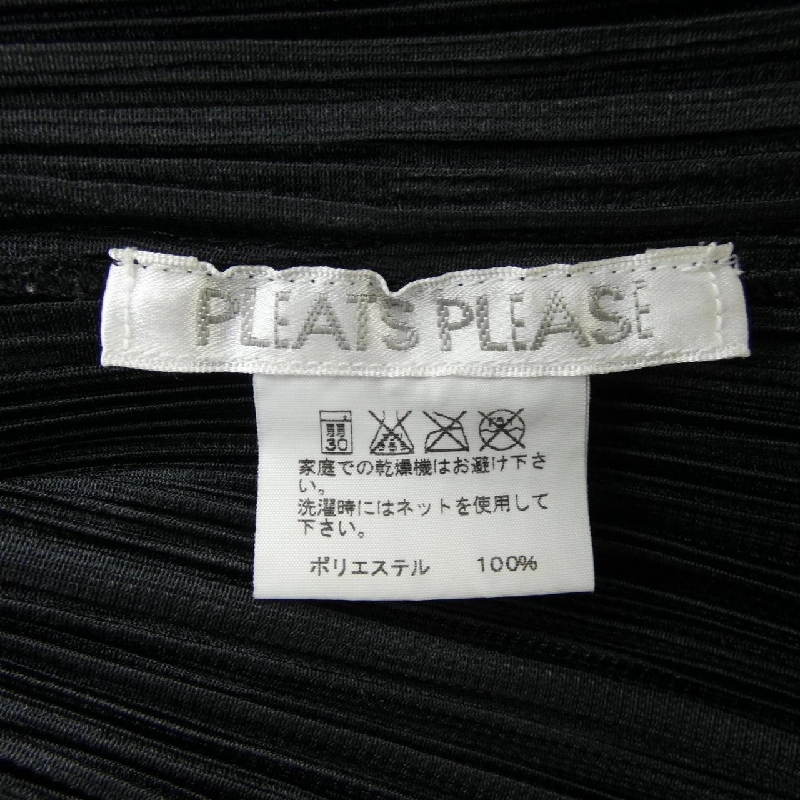 PLEATS PLEASE
弱
30
家庭での乾燥機はお避け下さ
い。
洗濯時にはネットを使用して
下さい。
ポリエステル 100%